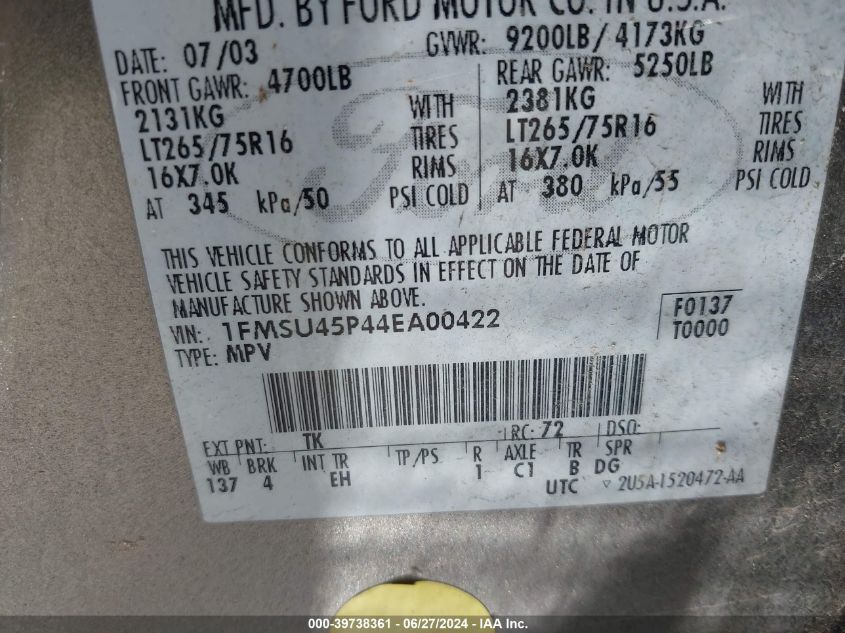 MFD. BY FORD MOTOR CO. IN U.S.A.
DATE: 07/03 GVWR: 9200LB/4173KG
FRONT GAWR: 4700LB REAR GAWR: 5250LB
2131KG WITH 2381KG WITH
LT265/75R16 TIRES LT265/75R16 TIRES
16X7.0K RIMS 16X7.0K RIMS
AT 345 kPa/50 PSI COLD AT 380 kPa/55 PSI COLD
Ford
THIS VEHICLE CONFORMS TO ALL APPLICABLE FEDERAL MOTOR
VEHICLE SAFETY STANDARDS IN EFFECT ON THE DATE OF
MANUFACTURE SHOWN ABOVE.
VIN: 1FMSU45P44EA00422 F0137
TYPE: MPV T0000
EXT PNT: TK RC: 72 DSO:
WB BRK INT TR TP/PS R AXLE TR SPR
137 4 EH 1 C1 B DG
UTC ▽ 2U5A-1520472-AA
000-39738361 - 06/27/2024 - IAA Inc.